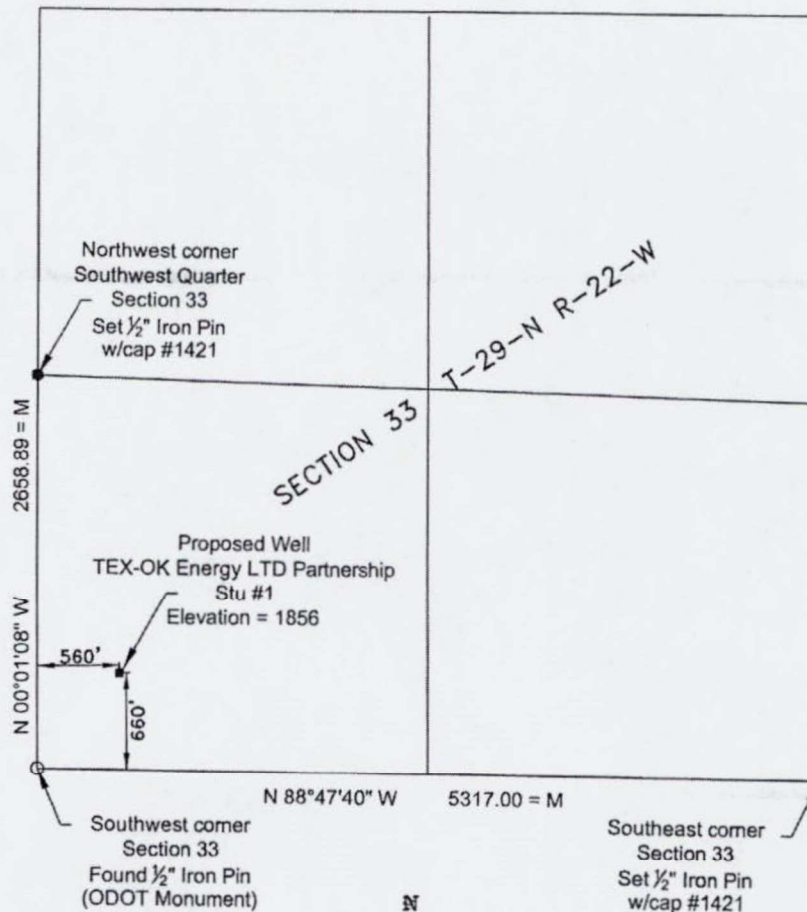 Northwest corner
Southwest Quarter
Section 33
Set ½" Iron Pin
w/cap #1421
T-29-N R-22-W
SECTION 33
2658.89 = M
N 00°01'08" W
Proposed Well
TEX-OK Energy LTD Partnership
Stu #1
Elevation = 1856
560'
660'
N 88°47'40" W 5317.00 = M
Southwest corner
Section 33
Found ½" Iron Pin
(ODOT Monument)
Southeast corner
Section 33
Set ½" Iron Pin
w/cap #1421
N